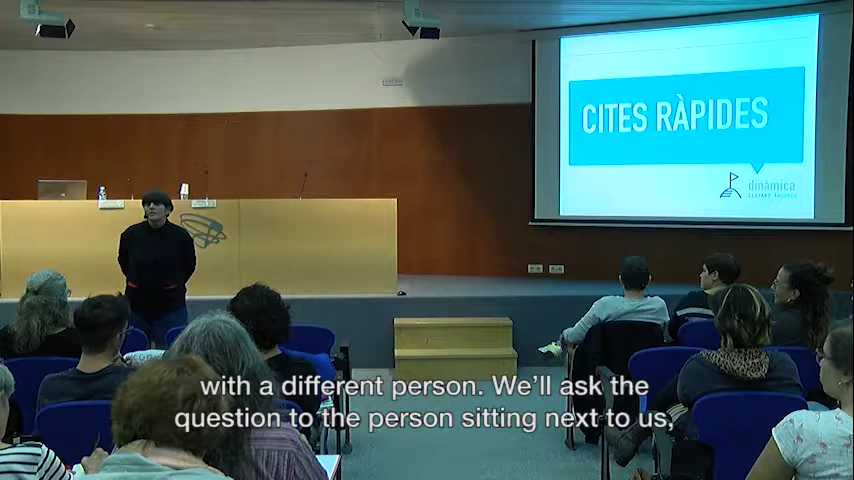 CITES RÀPIDES
dinàmica
with a different person. We'll ask the
question to the person sitting next to us,